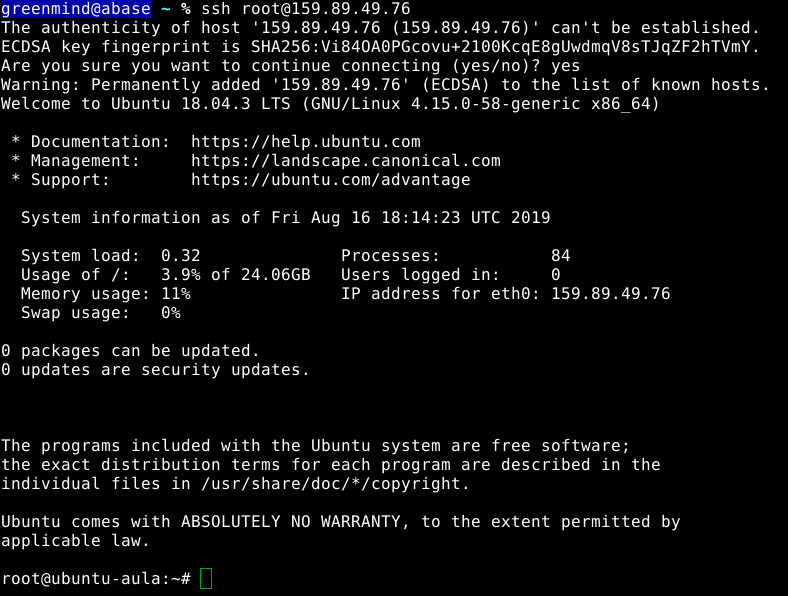 greenmind@abase ~ % ssh root@159.89.49.76
The authenticity of host '159.89.49.76 (159.89.49.76)' can't be established.
ECDSA key fingerprint is SHA256:Vi84OA0PGcovu+2100KcqE8gUwdmqV8sTJqZF2hTVmY.
Are you sure you want to continue connecting (yes/no)? yes
Warning: Permanently added '159.89.49.76' (ECDSA) to the list of known hosts.
Welcome to Ubuntu 18.04.3 LTS (GNU/Linux 4.15.0-58-generic x86_64)

 * Documentation:  https://help.ubuntu.com
 * Management:     https://landscape.canonical.com
 * Support:        https://ubuntu.com/advantage

  System information as of Fri Aug 16 18:14:23 UTC 2019

  System load:  0.32              Processes:           84
  Usage of /:   3.9% of 24.06GB   Users logged in:     0
  Memory usage: 11%               IP address for eth0: 159.89.49.76
  Swap usage:   0%

0 packages can be updated.
0 updates are security updates.

The programs included with the Ubuntu system are free software;
the exact distribution terms for each program are described in the
individual files in /usr/share/doc/*/copyright.

Ubuntu comes with ABSOLUTELY NO WARRANTY, to the extent permitted by
applicable law.

root@ubuntu-aula:~#